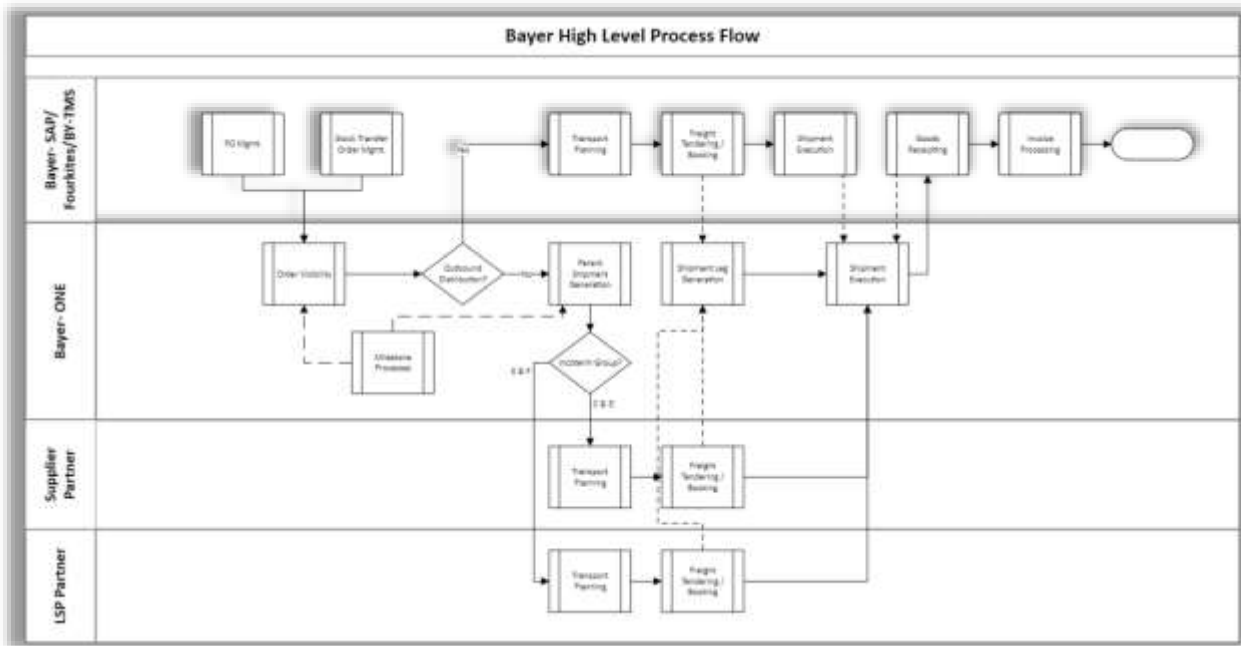 Bayer High Level Process Flow
Bayer- SAP/
Fourkites/BY-TMS
PO Mgmt
Stock Transfer
Order Mgmt.
Yes
Transport
Planning
Freight
Tendering /
Booking
Shipment
Execution
Goods
Receipting
Invoice
Processing
Bayer- ONE
Order Visibility
Outbound
Distribution?
No
Parent
Shipment
Generation
Shipment Leg
Generation
Shipment
Execution
Milestone
Processes
Incoterm Group?
E & F
C & D
Supplier
Partner
Transport
Planning
Freight
Tendering /
Booking
LSP Partner
Transport
Planning
Freight
Tendering /
Booking